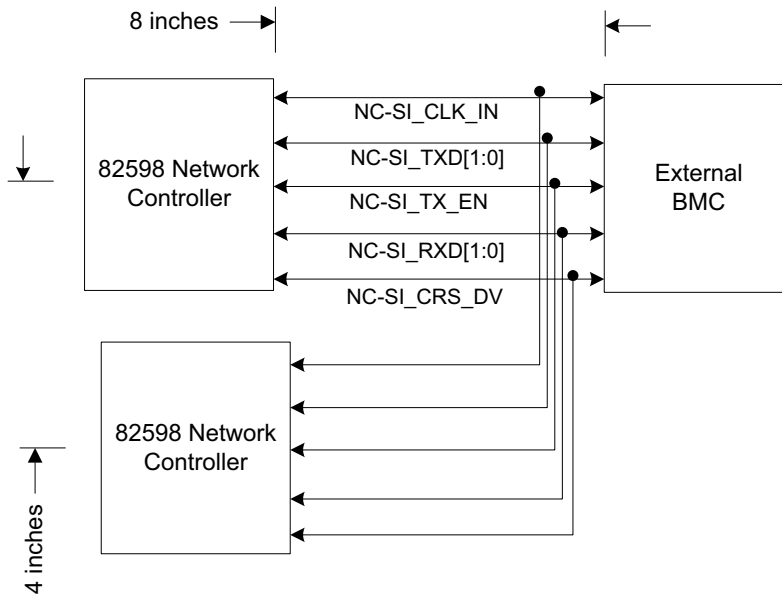 8 inches
82598 Network
Controller
NC-SI_CLK_IN
NC-SI_TXD[1:0]
NC-SI_TX_EN
NC-SI_RXD[1:0]
NC-SI_CRS_DV
External
BMC
82598 Network
Controller
4 inches